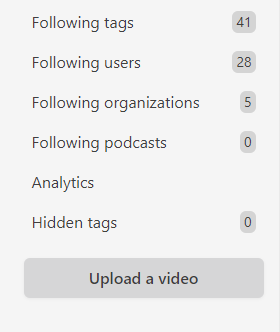 Following tags 41
Following users 28
Following organizations 5
Following podcasts 0
Analytics
Hidden tags 0
Upload a video